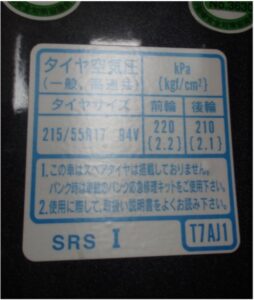 タイヤ空気圧
(一般、高速共)
kPa
{kgf/cm²}
タイヤサイズ 前輪 後輪
215/55R17 94V 220 {2.2} 210 {2.1}
1.この車はスペアタイヤは搭載しておりません。
パンク時は車載のパンク応急修理キットをご使用下さい。
2.使用に際して、取扱説明書をよくお読み下さい。
SRS I T7AJ1